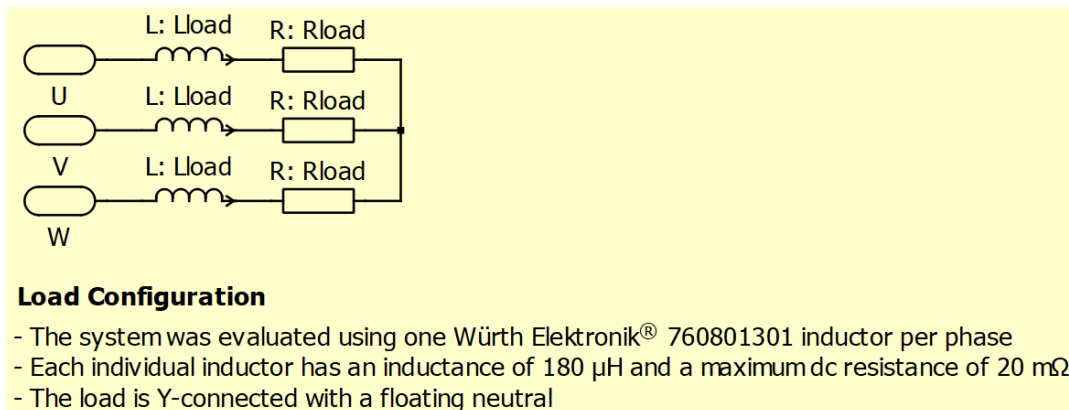 L: Lload
R: Rload
U
L: Lload
R: Rload
V
L: Lload
R: Rload
W
Load Configuration
- The system was evaluated using one Würth Elektronik® 760801301 inductor per phase
- Each individual inductor has an inductance of 180 µH and a maximum dc resistance of 20 mΩ
- The load is Y-connected with a floating neutral